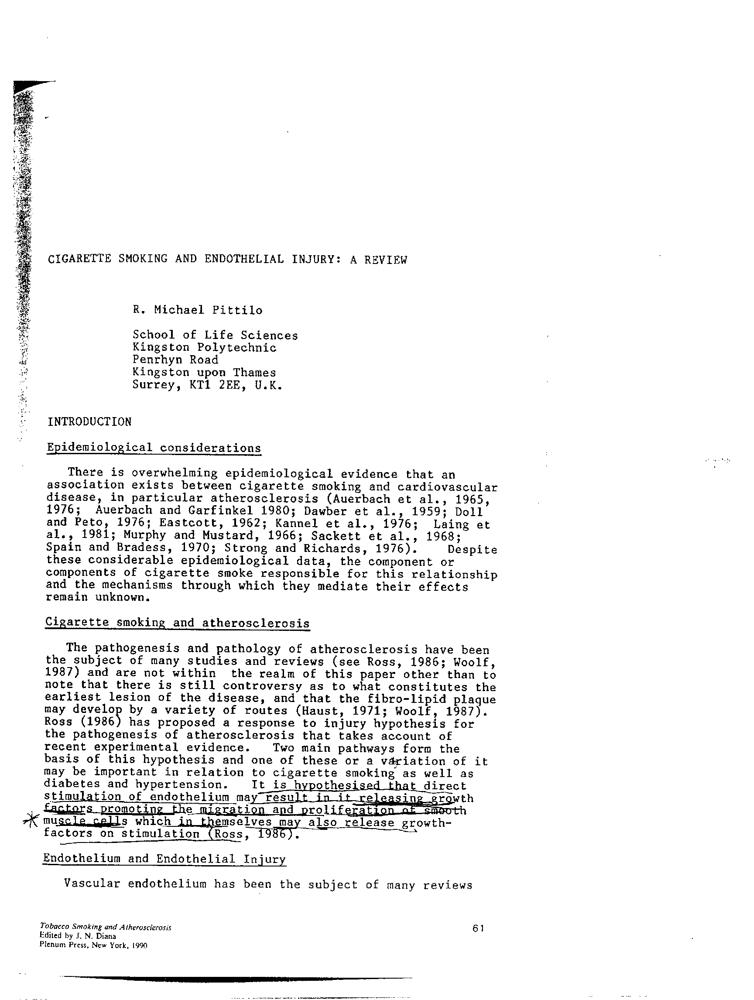 CIGARETTE SMOKING AND ENDOTHELIAL INJURY: A REVIEW
R. Michael Pittilo
School of Life Sciences
Kingston Polytechnic
Penrhyn Road
Kingston upon Thames
Surrey, KT1 2EE, U.K.
INTRODUCTION
Epidemiological considerations
There is overwhelming epidemiological evidence that an
association exists between cigarette smoking and cardiovascular
disease, in particular atherosclerosis (Auerbach et al., 1965,
1976; Auerbach and Garfinkel 1980; Dawber et al., 1959; Doll
and Peto, 1976; Eastcott, 1962; Kannel et al., 1976; Laing et
al., 1981; Murphy and Mustard, 1966; Sackett et al., 1968;
Spain and Bradess, 1970; Strong and Richards, 1976). Despite
these considerable epidemiological data, the component or
components of cigarette smoke responsible for this relationship
and the mechanisms through which they mediate their effects
remain unknown.
Cigarette smoking and atherosclerosis
The pathogenesis and pathology of atherosclerosis have been
the subject of many studies and reviews (see Ross, 1986; Woolf,
1987) and are not within the realm of this paper other than to
note that there is still controversy as to what constitutes the
earliest lesion of the disease, and that the fibro-lipid plaque
may develop by a variety of routes (Haust, 1971; Woolf, 1987).
Ross (1986) has proposed a response to injury hypothesis for
the pathogenesis of atherosclerosis that takes account of
recent experimental evidence. Two main pathways form the
basis of this hypothesis and one of these or a variation of it
may be important in relation to cigarette smoking as well as
diabetes and hypertension. It is hypothesised that direct
stimulation of endothelium may result in it releasing growth
factors promoting the migration and proliferation of smooth
muscle cells which in themselves may also release growth-
factors on stimulation (Ross, 1986).
Endothelium and Endothelial Injury
Vascular endothelium has been the subject of many reviews
Tobacco Smoking and Atherosclerosis
Edited by J. N. Diana
Plenum Press, New York, 1990
61